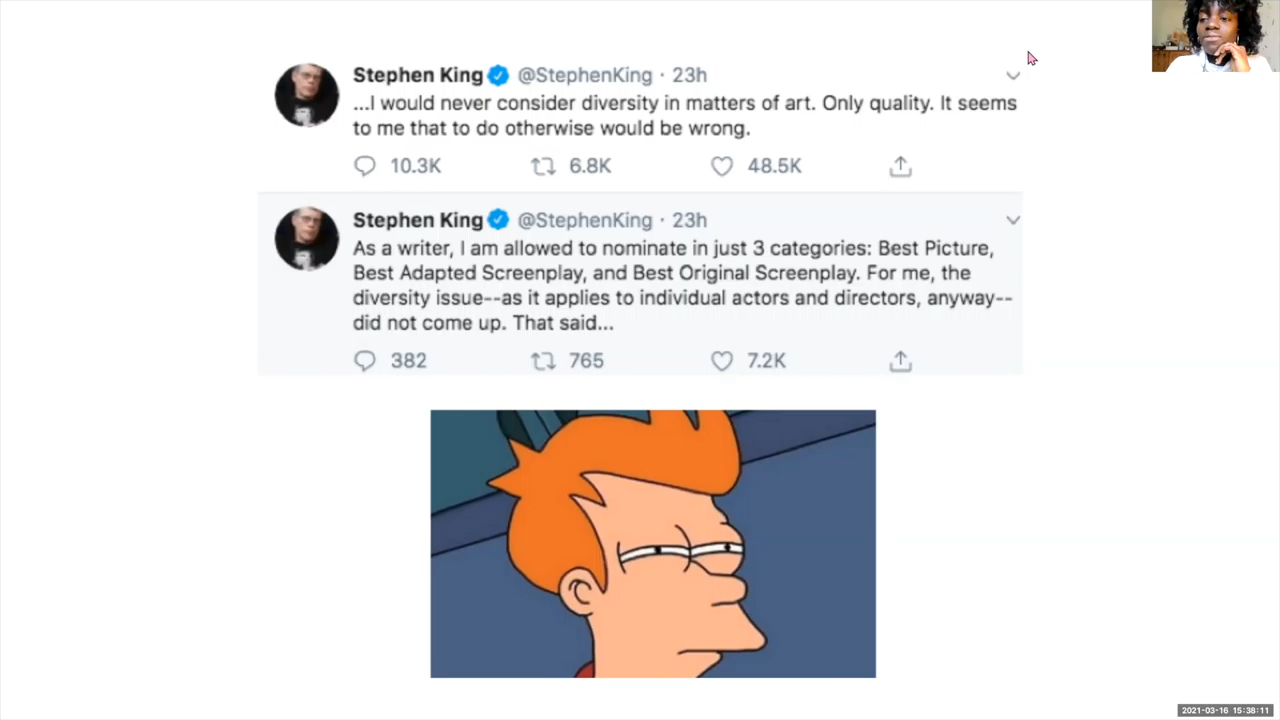 Stephen King @StephenKing · 23h
...I would never consider diversity in matters of art. Only quality. It seems
to me that to do otherwise would be wrong.
10.3K 6.8K 48.5K
Stephen King @StephenKing · 23h
As a writer, I am allowed to nominate in just 3 categories: Best Picture,
Best Adapted Screenplay, and Best Original Screenplay. For me, the
diversity issue--as it applies to individual actors and directors, anyway--
did not come up. That said...
382 765 7.2K
2021-03-16 15:38:11